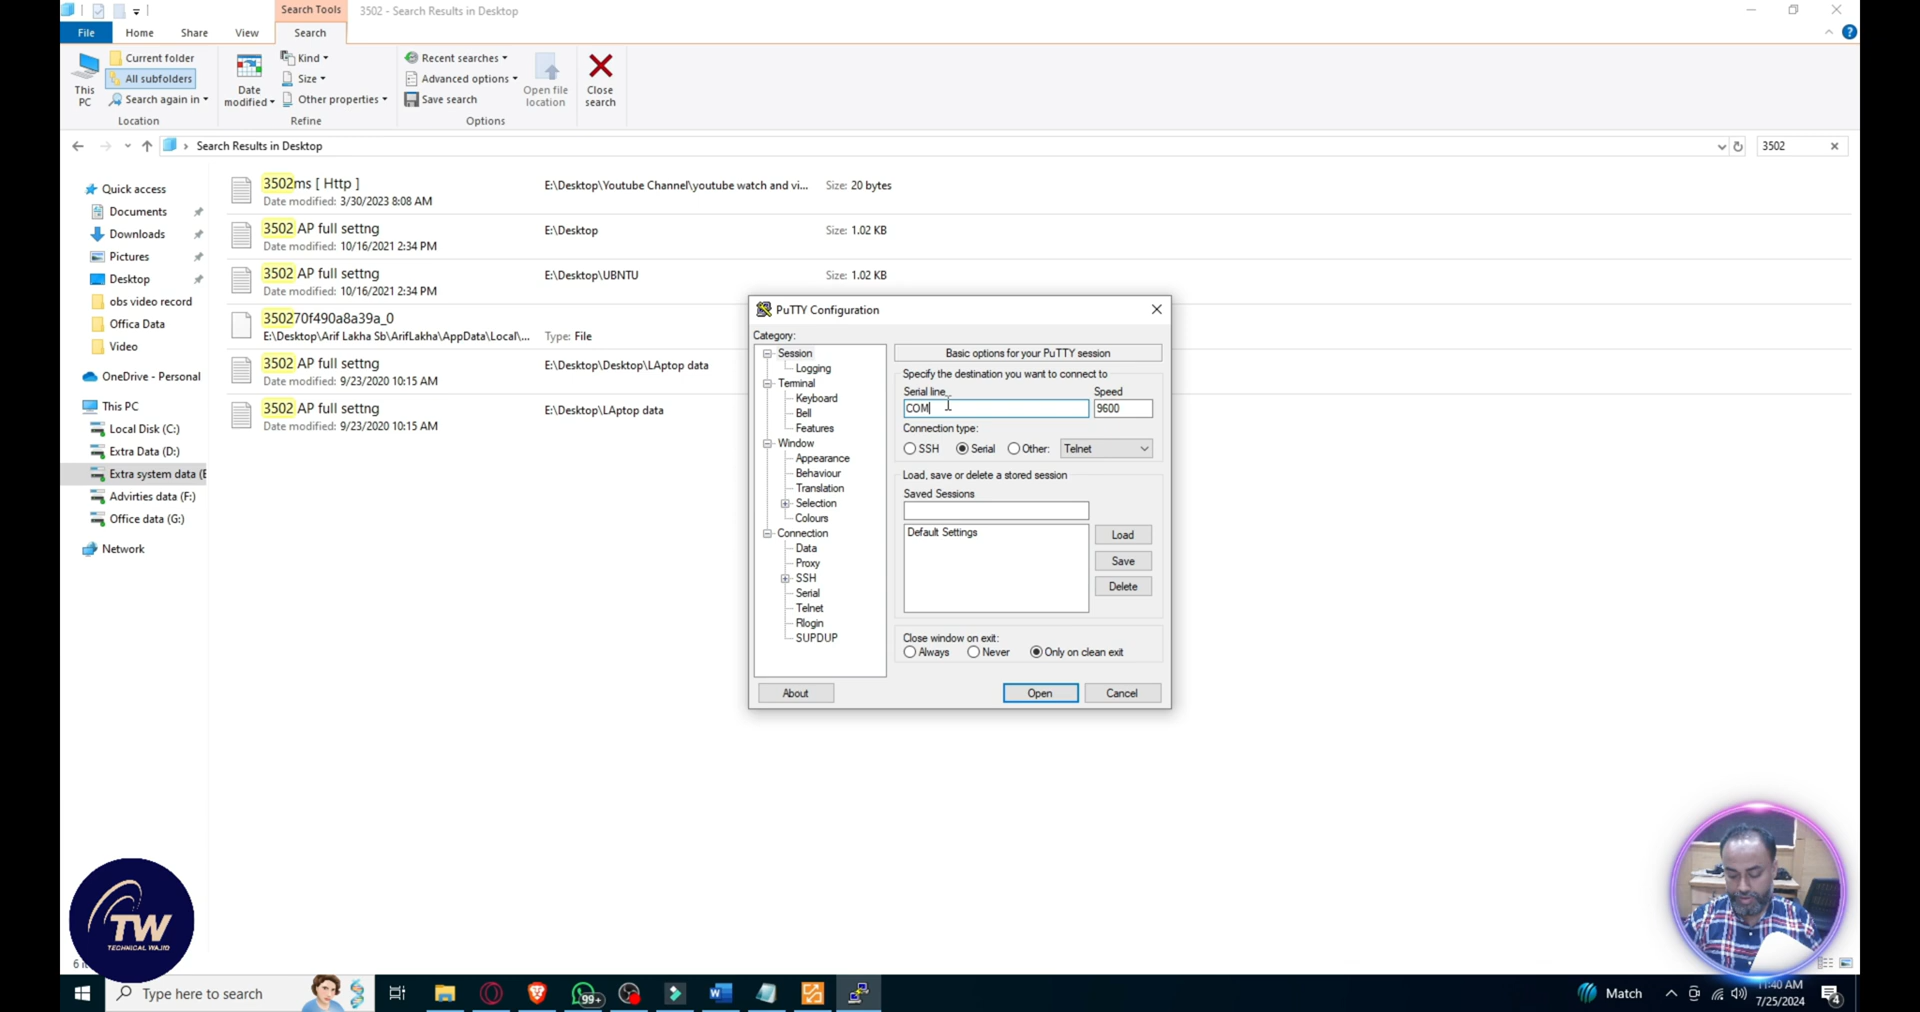 Search Tools
3502 - Search Results in Desktop
File
Home
Share
View
Search
This PC
Current folder
All subfolders
Search again in
Location
Date modified
Kind
Size
Other properties
Refine
Recent searches
Advanced options
Save search
Options
Open file location
Close search
Search Results in Desktop
3502
Quick access
Documents
Downloads
Pictures
Desktop
obs video record
Offica Data
Video
OneDrive - Personal
This PC
Local Disk (C:)
Extra Data (D:)
Extra system data (E
Advirties data (F:)
Office data (G:)
Network
3502ms [ Http ]
Date modified: 3/30/2023 8:08 AM
E:\Desktop\Youtube Channel\youtube watch and vi...
Size: 20 bytes
3502 AP full settng
Date modified: 10/16/2021 2:34 PM
E:\Desktop
Size: 1.02 KB
3502 AP full settng
Date modified: 10/16/2021 2:34 PM
E:\Desktop\UBNTU
Size: 1.02 KB
350270f490a8a39a_0
E:\Desktop\Arif Lakha Sb\ArifLakha\AppData\Local\...
Type: File
3502 AP full settng
Date modified: 9/23/2020 10:15 AM
E:\Desktop\Desktop\LAptop data
3502 AP full settng
Date modified: 9/23/2020 10:15 AM
E:\Desktop\LAptop data
PuTTY Configuration
Category:
Session
Logging
Terminal
Keyboard
Bell
Features
Window
Appearance
Behaviour
Translation
Selection
Colours
Connection
Data
Proxy
SSH
Serial
Telnet
Rlogin
SUPDUP
Basic options for your PuTTY session
Specify the destination you want to connect to
Serial line
Speed
COM
9600
Connection type:
SSH
Serial
Other:
Telnet
Load, save or delete a stored session
Saved Sessions
Default Settings
Load
Save
Delete
Close window on exit:
Always
Never
Only on clean exit
About
Open
Cancel
TW
TECHNICAL WAJID
Type here to search
99+
Match
11:40 AM
7/25/2024
4